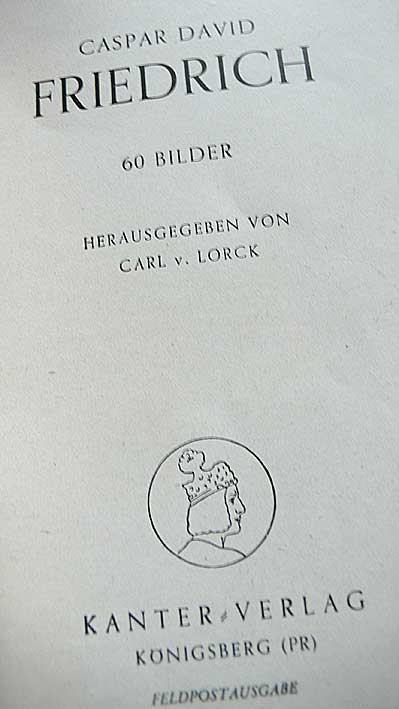 CASPAR DAVID
FRIEDRICH
60 BILDER
HERAUSGEGEBEN VON
CARL v. LORCK
KANTER-VERLAG
KÖNIGSBERG (PR)
FELDPOSTAUSGABE